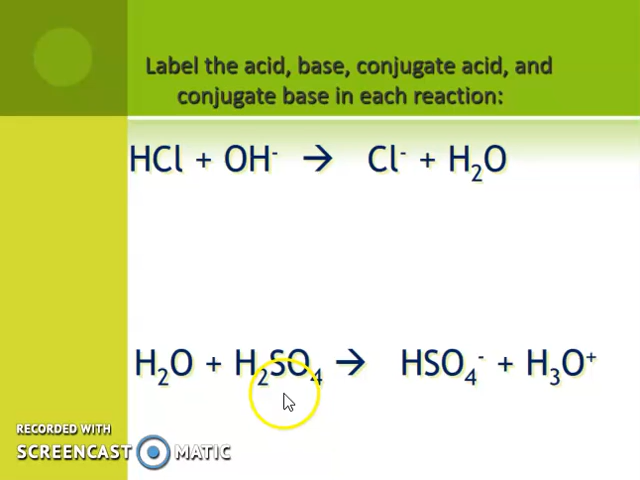 Label the acid, base, conjugate acid, and
conjugate base in each reaction:
HCl + OH⁻ → Cl⁻ + H₂O
H₂O + H₂SO₄ → HSO₄⁻ + H₃O⁺
RECORDED WITH
SCREENCAST MATIC